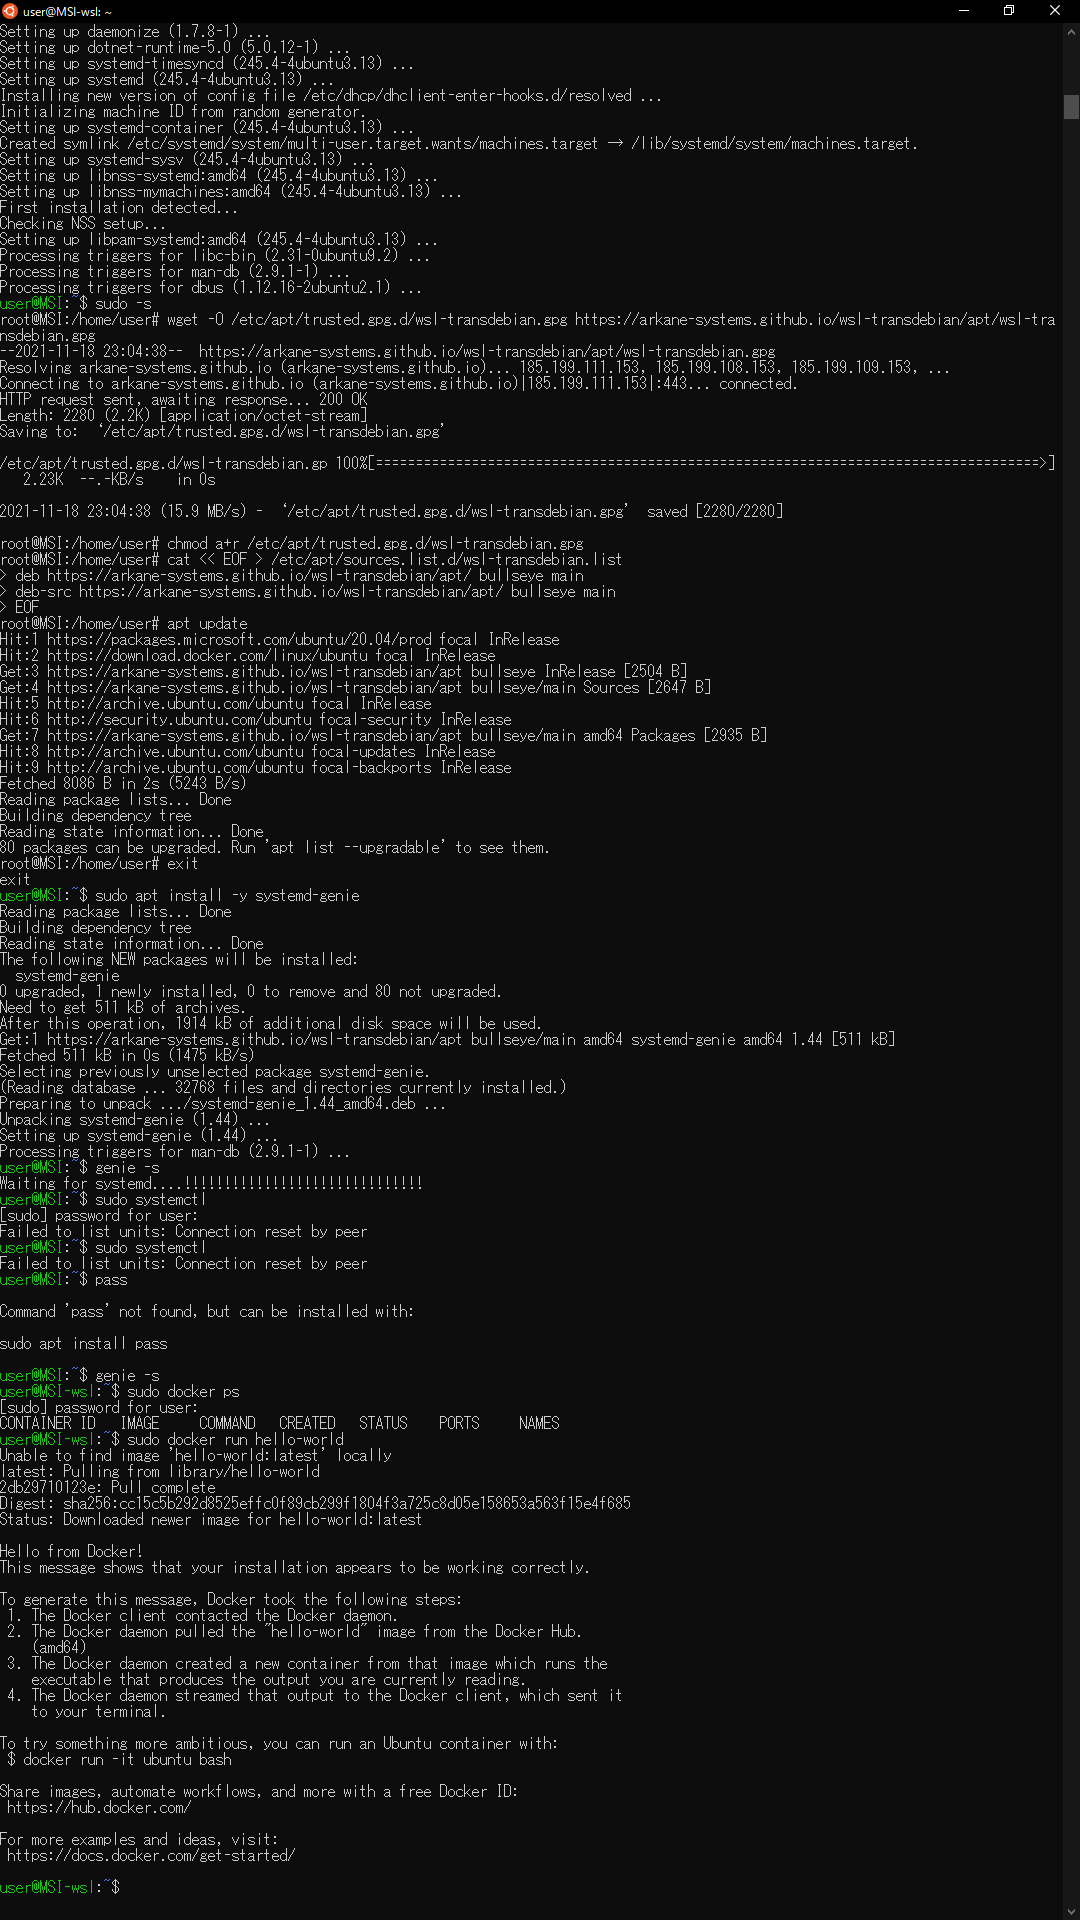 user@MSI-wsl: ~
Setting up daemonize (1.7.8-1) ...
Setting up dotnet-runtime-5.0 (5.0.12-1) ...
Setting up systemd-timesyncd (245.4-4ubuntu3.13) ...
Setting up systemd (245.4-4ubuntu3.13) ...
Installing new version of config file /etc/dhcp/dhclient-enter-hooks.d/resolved ...
Initializing machine ID from random generator.
Setting up systemd-container (245.4-4ubuntu3.13) ...
Created symlink /etc/systemd/system/multi-user.target.wants/machines.target → /lib/systemd/system/machines.target.
Setting up systemd-sysv (245.4-4ubuntu3.13) ...
Setting up libnss-systemd:amd64 (245.4-4ubuntu3.13) ...
Setting up libnss-mymachines:amd64 (245.4-4ubuntu3.13) ...
First installation detected...
Checking NSS setup...
Setting up libpam-systemd:amd64 (245.4-4ubuntu3.13) ...
Processing triggers for libc-bin (2.31-0ubuntu9.2) ...
Processing triggers for man-db (2.9.1-1) ...
Processing triggers for dbus (1.12.16-2ubuntu2.1) ...
user@MSI:~$ sudo -s
root@MSI:/home/user# wget -O /etc/apt/trusted.gpg.d/wsl-transdebian.gpg https://arkane-systems.github.io/wsl-transdebian/apt/wsl-tra
nsdebian.gpg
--2021-11-18 23:04:38--  https://arkane-systems.github.io/wsl-transdebian/apt/wsl-transdebian.gpg
Resolving arkane-systems.github.io (arkane-systems.github.io)... 185.199.111.153, 185.199.108.153, 185.199.109.153, ...
Connecting to arkane-systems.github.io (arkane-systems.github.io)|185.199.111.153|:443... connected.
HTTP request sent, awaiting response... 200 OK
Length: 2280 (2.2K) [application/octet-stream]
Saving to: ‘/etc/apt/trusted.gpg.d/wsl-transdebian.gpg’
/etc/apt/trusted.gpg.d/wsl-transdebian.gp 100%[===================================================================================>]
2.23K  --.-KB/s    in 0s
2021-11-18 23:04:38 (15.9 MB/s) - ‘/etc/apt/trusted.gpg.d/wsl-transdebian.gpg’ saved [2280/2280]
root@MSI:/home/user# chmod a+r /etc/apt/trusted.gpg.d/wsl-transdebian.gpg
root@MSI:/home/user# cat << EOF > /etc/apt/sources.list.d/wsl-transdebian.list
> deb https://arkane-systems.github.io/wsl-transdebian/apt/ bullseye main
> deb-src https://arkane-systems.github.io/wsl-transdebian/apt/ bullseye main
> EOF
root@MSI:/home/user# apt update
Hit:1 https://packages.microsoft.com/ubuntu/20.04/prod focal InRelease
Hit:2 https://download.docker.com/linux/ubuntu focal InRelease
Get:3 https://arkane-systems.github.io/wsl-transdebian/apt bullseye InRelease [2504 B]
Get:4 https://arkane-systems.github.io/wsl-transdebian/apt bullseye/main Sources [2647 B]
Hit:5 http://archive.ubuntu.com/ubuntu focal InRelease
Hit:6 http://security.ubuntu.com/ubuntu focal-security InRelease
Get:7 https://arkane-systems.github.io/wsl-transdebian/apt bullseye/main amd64 Packages [2935 B]
Hit:8 http://archive.ubuntu.com/ubuntu focal-updates InRelease
Hit:9 http://archive.ubuntu.com/ubuntu focal-backports InRelease
Fetched 8086 B in 2s (5243 B/s)
Reading package lists... Done
Building dependency tree
Reading state information... Done
80 packages can be upgraded. Run 'apt list --upgradable' to see them.
root@MSI:/home/user# exit
exit
user@MSI:~$ sudo apt install -y systemd-genie
Reading package lists... Done
Building dependency tree
Reading state information... Done
The following NEW packages will be installed:
systemd-genie
0 upgraded, 1 newly installed, 0 to remove and 80 not upgraded.
Need to get 511 kB of archives.
After this operation, 1914 kB of additional disk space will be used.
Get:1 https://arkane-systems.github.io/wsl-transdebian/apt bullseye/main amd64 systemd-genie amd64 1.44 [511 kB]
Fetched 511 kB in 0s (1475 kB/s)
Selecting previously unselected package systemd-genie.
(Reading database ... 32768 files and directories currently installed.)
Preparing to unpack .../systemd-genie_1.44_amd64.deb ...
Unpacking systemd-genie (1.44) ...
Setting up systemd-genie (1.44) ...
Processing triggers for man-db (2.9.1-1) ...
user@MSI:~$ genie -s
Waiting for systemd....!!!!!!!!!!!!!!!!!!!!!!!!!!!!!!
user@MSI:~$ sudo systemctl
[sudo] password for user:
Failed to list units: Connection reset by peer
user@MSI:~$ sudo systemctl
Failed to list units: Connection reset by peer
user@MSI:~$ pass
Command 'pass' not found, but can be installed with:
sudo apt install pass
user@MSI:~$ genie -s
user@MSI-wsl:~$ sudo docker ps
[sudo] password for user:
CONTAINER ID   IMAGE     COMMAND   CREATED   STATUS    PORTS     NAMES
user@MSI-wsl:~$ sudo docker run hello-world
Unable to find image 'hello-world:latest' locally
latest: Pulling from library/hello-world
2db29710123e: Pull complete
Digest: sha256:cc15c5b292d8525effc0f89cb299f1804f3a725c8d05e158653a563f15e4f685
Status: Downloaded newer image for hello-world:latest
Hello from Docker!
This message shows that your installation appears to be working correctly.
To generate this message, Docker took the following steps:
1. The Docker client contacted the Docker daemon.
2. The Docker daemon pulled the "hello-world" image from the Docker Hub.
(amd64)
3. The Docker daemon created a new container from that image which runs the
executable that produces the output you are currently reading.
4. The Docker daemon streamed that output to the Docker client, which sent it
to your terminal.
To try something more ambitious, you can run an Ubuntu container with:
$ docker run -it ubuntu bash
Share images, automate workflows, and more with a free Docker ID:
https://hub.docker.com/
For more examples and ideas, visit:
https://docs.docker.com/get-started/
user@MSI-wsl:~$